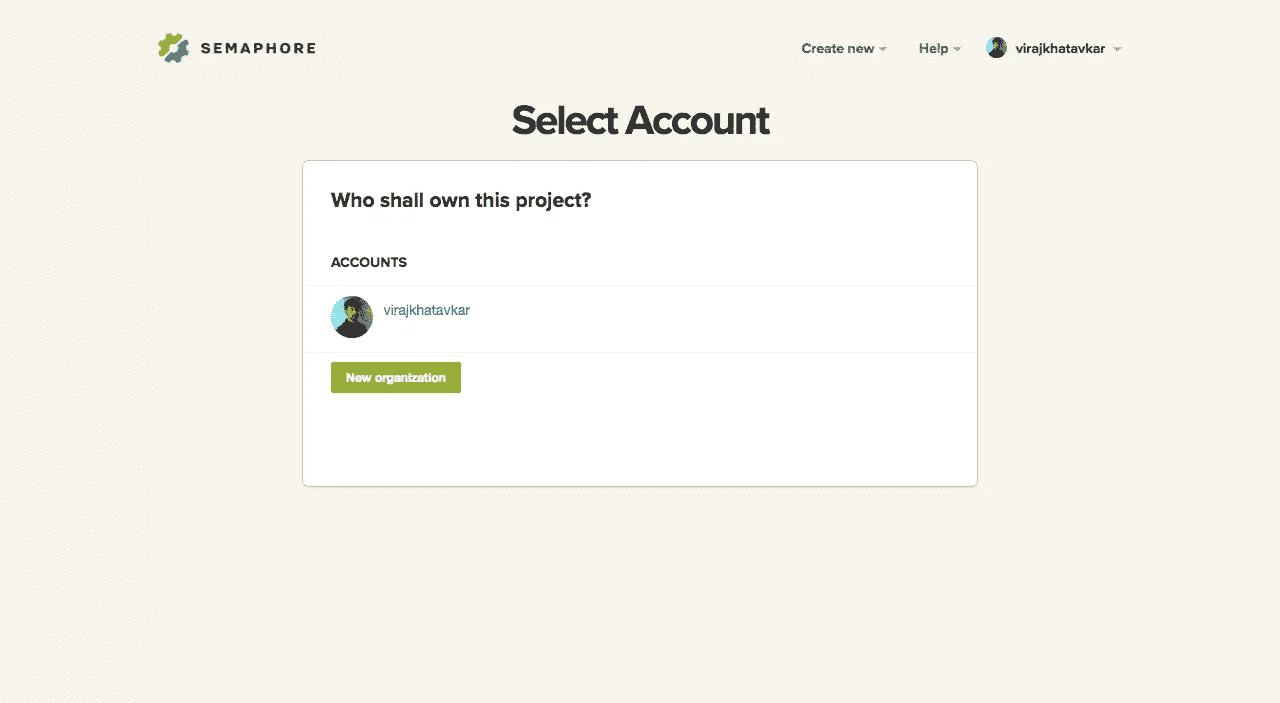 SEMAPHORE
Create new
Help
virajkhatavkar
Select Account
Who shall own this project?
ACCOUNTS
virajkhatavkar
New organization